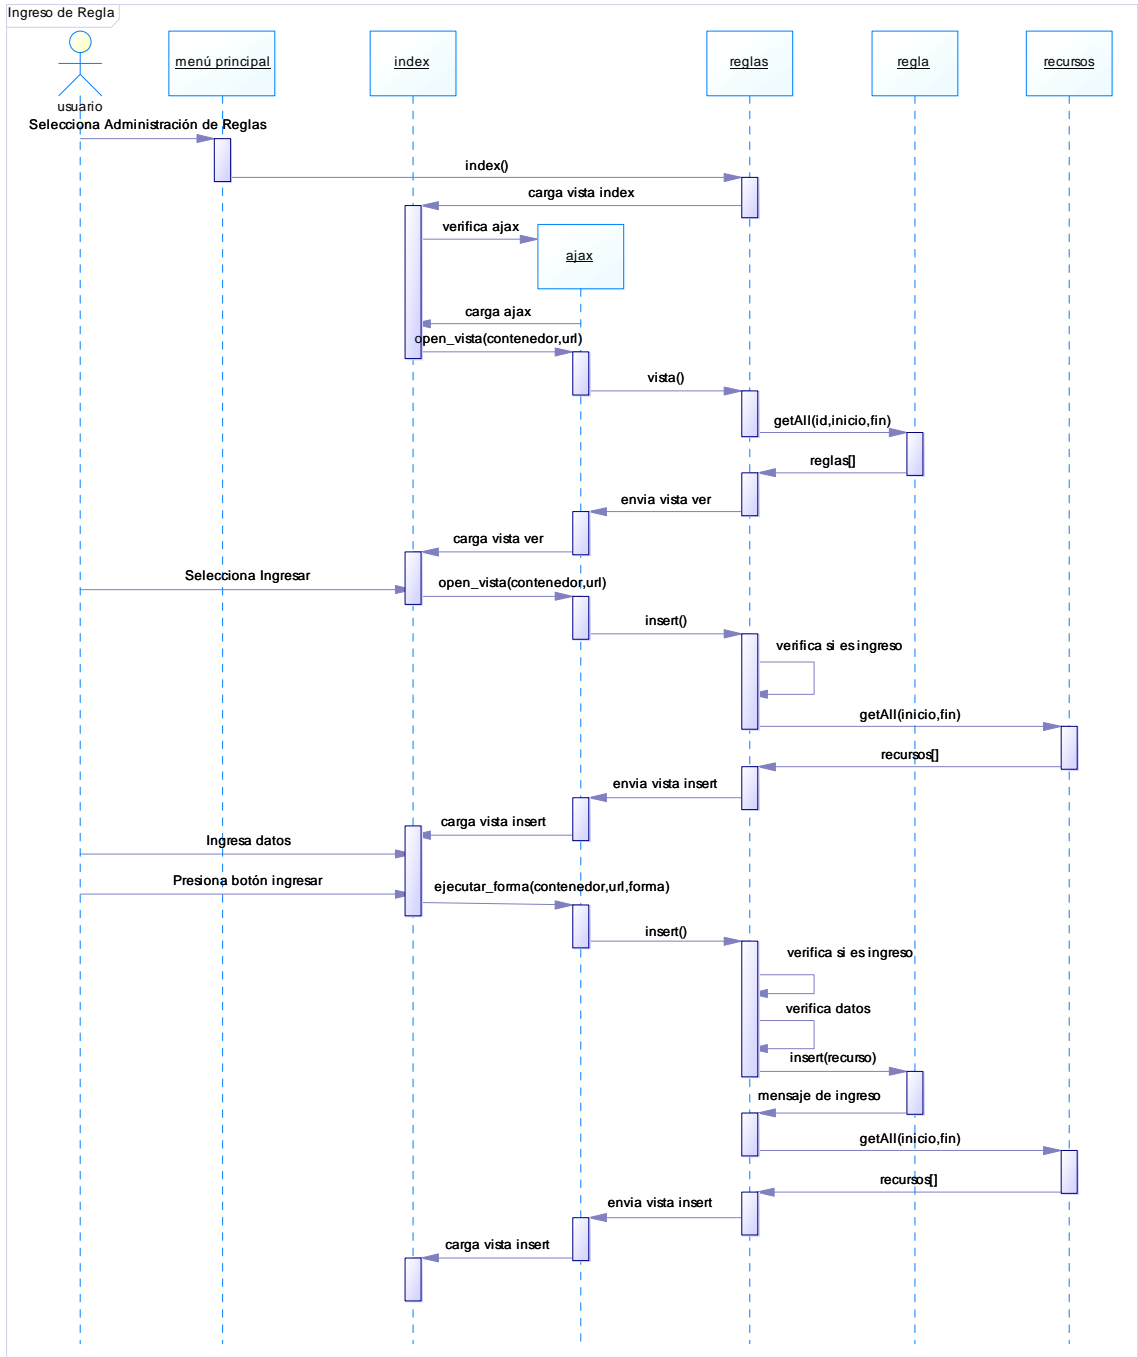 Ingreso de Regla
menú principal
index
reglas
regla
recursos
usuario
Selecciona Administración de Reglas
index()
carga vista index
verifica ajax
ajax
carga ajax
open_vista(contenedor,url)
vista()
getAll(id,inicio,fin)
reglas[]
envia vista ver
carga vista ver
Selecciona Ingresar
open_vista(contenedor,url)
insert()
verifica si es ingreso
getAll(inicio,fin)
recursos[]
envia vista insert
carga vista insert
Ingresa datos
Presiona botón ingresar
ejecutar_forma(contenedor,url,forma)
insert()
verifica si es ingreso
verifica datos
insert(recurso)
mensaje de ingreso
getAll(inicio,fin)
recursos[]
envia vista insert
carga vista insert